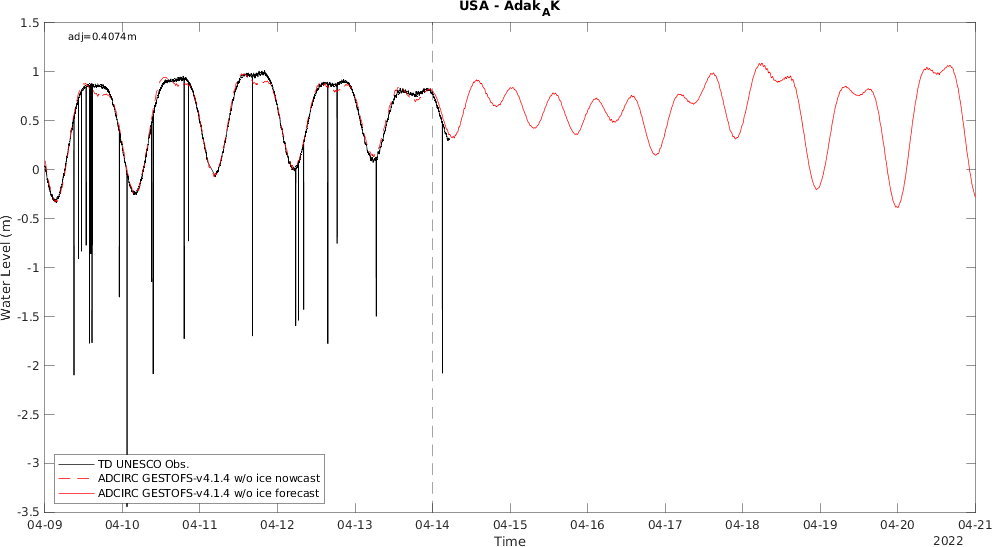 USA - Adak_AK
adj=0.4074m
1.5
1
0.5
0
-0.5
-1
-1.5
-2
-2.5
-3
-3.5
Water Level (m)
TD UNESCO Obs.
ADCIRC GESTOFS-v4.1.4 w/o ice nowcast
ADCIRC GESTOFS-v4.1.4 w/o ice forecast
04-09 04-10 04-11 04-12 04-13 04-14 04-15 04-16 04-17 04-18 04-19 04-20 04-21
Time
2022